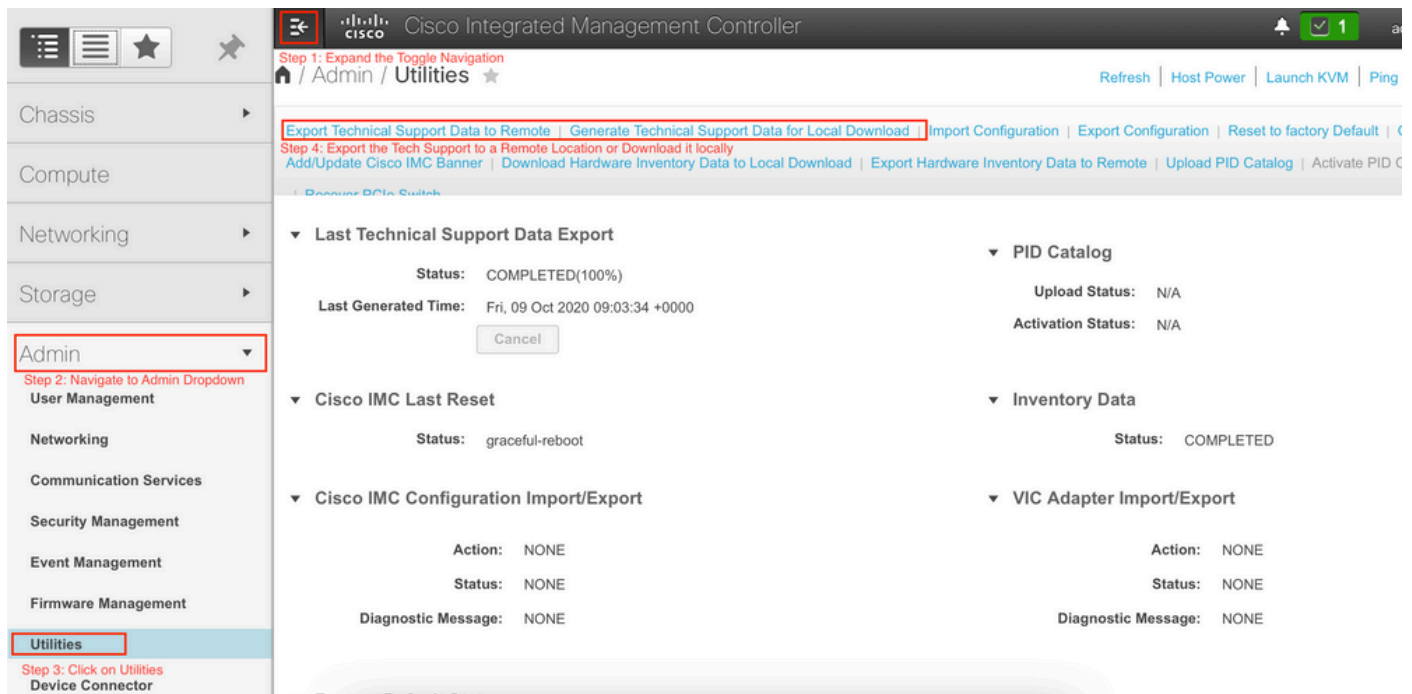 cisco Cisco Integrated Management Controller 1
Step 1: Expand the Toggle Navigation
/ Admin / Utilities
Refresh | Host Power | Launch KVM | Ping
Chassis
Compute
Networking
Storage
Admin
Step 2: Navigate to Admin Dropdown
User Management
Networking
Communication Services
Security Management
Event Management
Firmware Management
Utilities
Step 3: Click on Utilities
Device Connector
Export Technical Support Data to Remote | Generate Technical Support Data for Local Download | Import Configuration | Export Configuration | Reset to factory Default |
Step 4: Export the Tech Support to a Remote Location or Download it locally
Add/Update Cisco IMC Banner | Download Hardware Inventory Data to Local Download | Export Hardware Inventory Data to Remote | Upload PID Catalog | Activate PID
| Recover PCIe Switch
Last Technical Support Data Export
Status: COMPLETED(100%)
Last Generated Time: Fri, 09 Oct 2020 09:03:34 +0000
Cancel
PID Catalog
Upload Status: N/A
Activation Status: N/A
Cisco IMC Last Reset
Status: graceful-reboot
Inventory Data
Status: COMPLETED
Cisco IMC Configuration Import/Export
Action: NONE
Status: NONE
Diagnostic Message: NONE
VIC Adapter Import/Export
Action: NONE
Status: NONE
Diagnostic Message: NONE